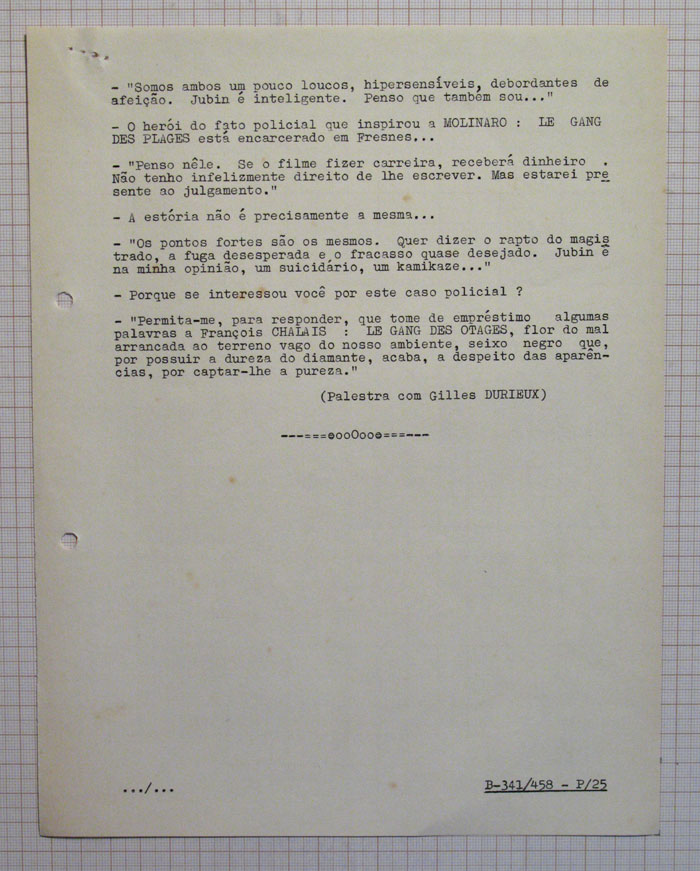 - "Somos ambos um pouco loucos, hipersensíveis, debordantes de
afeição. Jubin é inteligente. Penso que também sou..."
- O herói do fato policial que inspirou a MOLINARO : LE GANG
DES PLAGES está encarcerado em Fresnes...
- "Penso nêle. Se o filme fizer carreira, receberá dinheiro .
Não tenho infelizmente direito de lhe escrever. Mas estarei pre
sente ao julgamento."
- A estória não é precisamente a mesma...
- "Os pontos fortes são os mesmos. Quer dizer o rapto do magis
trado, a fuga desesperada e o fracasso quase desejado. Jubin é
na minha opinião, um suicidário, um kamikaze..."
- Porque se interessou você por este caso policial ?
- "Permita-me, para responder, que tome de empréstimo algumas
palavras a François CHALAIS : LE GANG DES OTAGES, flor do mal
arrancada ao terreno vago do nosso ambiente, seixo negro que,
por possuir a dureza do diamante, acaba, a despeito das aparên-
cias, por captar-lhe a pureza."
(Palestra com Gilles DURIEUX)
---===oooOooo===---
.../...
B-341/458 - P/25